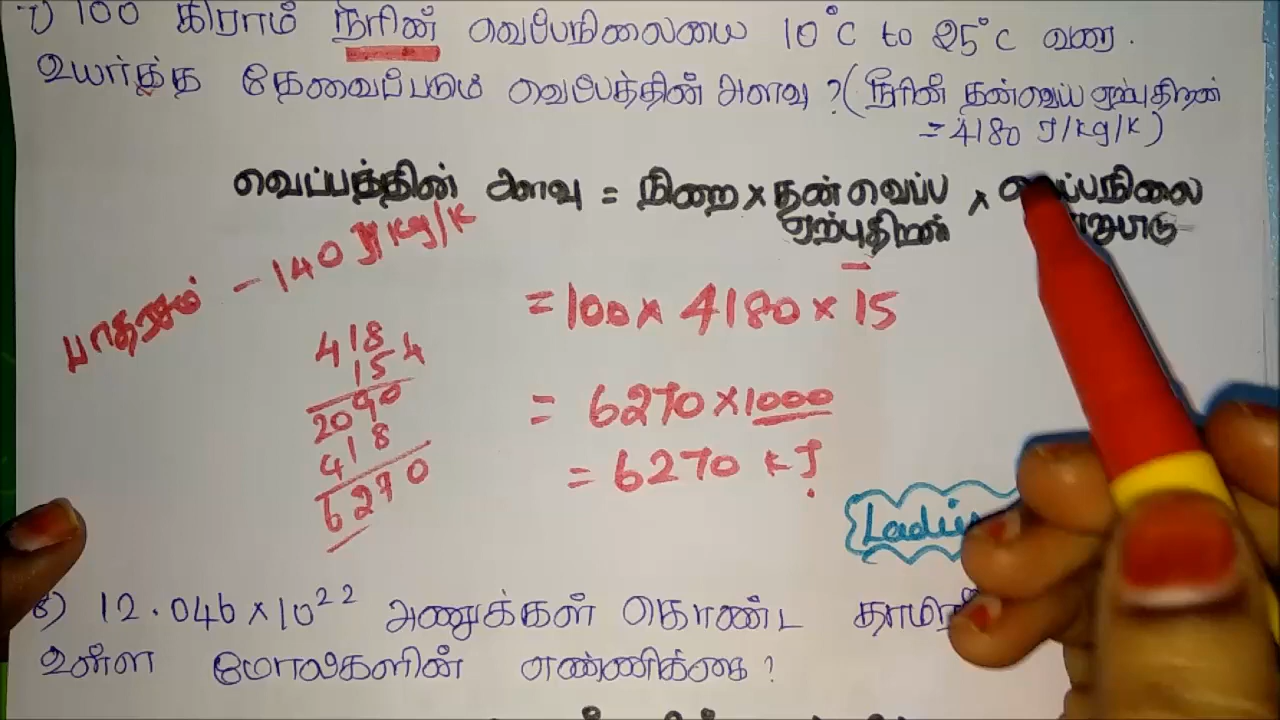 7) 100 கிராம் நீரின் வெப்பநிலையை 10°C to 25°C வரை.
உயர்த்த தேவைப்படும் வெப்பத்தின் அளவு ? (நீரின் தன்வெப்ப ஏற்புதிறன்
= 4180 J/kg/K)
வெப்பத்தின் அளவு = நிறை × தன் வெப்ப ஏற்புதிறன் × வெப்பநிலை
பாதரசம் - 140 J/kg/K
= 100 × 4180 × 15
418
15
2090
418
6270
= 6270 × 1000
= 6270 KJ
8) 12.046 × 10²² அணுக்கள் கொண்ட
உள்ள மோல்களின் எண்ணிக்கை ?